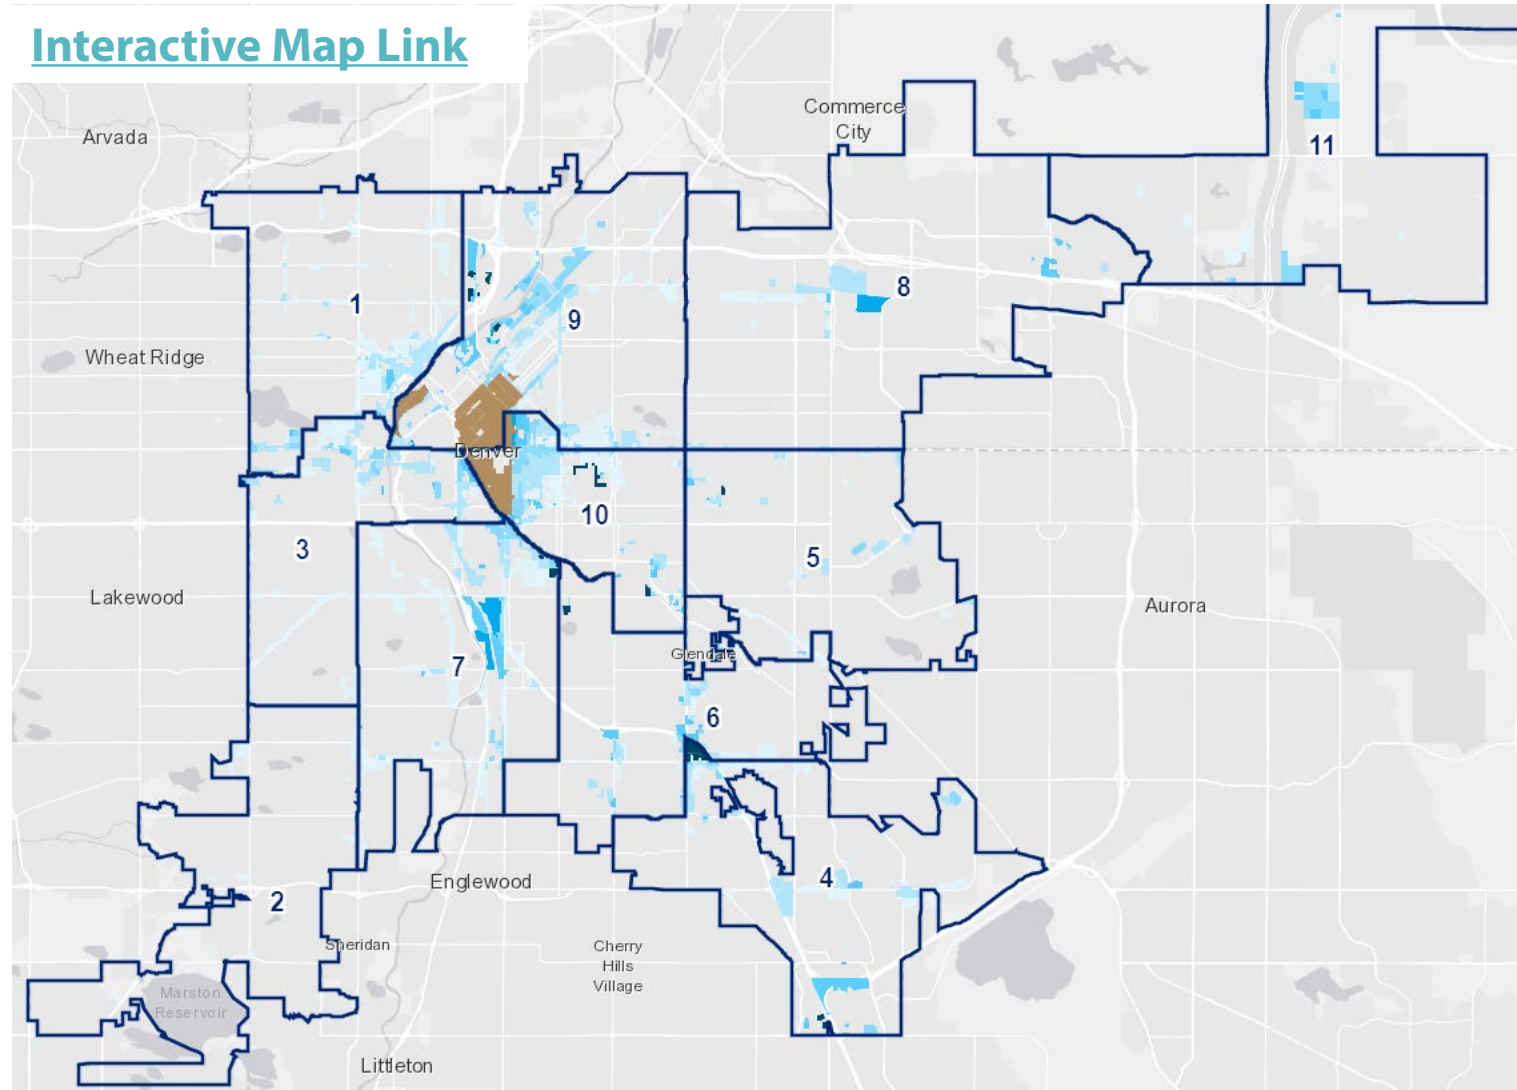 Interactive Map Link
Commerce
City
Arvada
11
8
1
9
Wheat Ridge
Denver
10
3
5
Lakewood
Aurora
Glendale
7
6
4
Englewood
2
Sheridan
Cherry
Hills
Village
Marston
Reservoir
Littleton